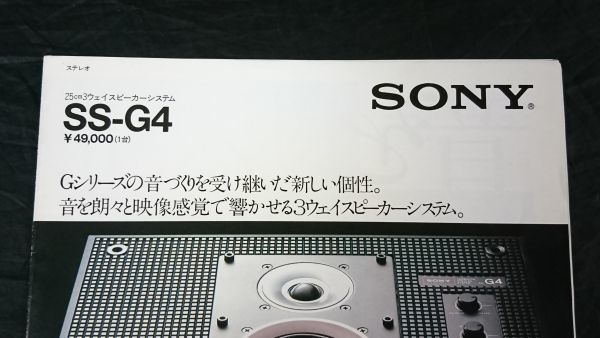 ステレオ
25cm3ウェイスピーカーシステム
SS-G4
¥49,000(1台)
SONY®
Gシリーズの音づくりを受け継いだ新しい個性。
音を朗々と映像感覚で響かせる3ウェイスピーカーシステム。
SONY
G4